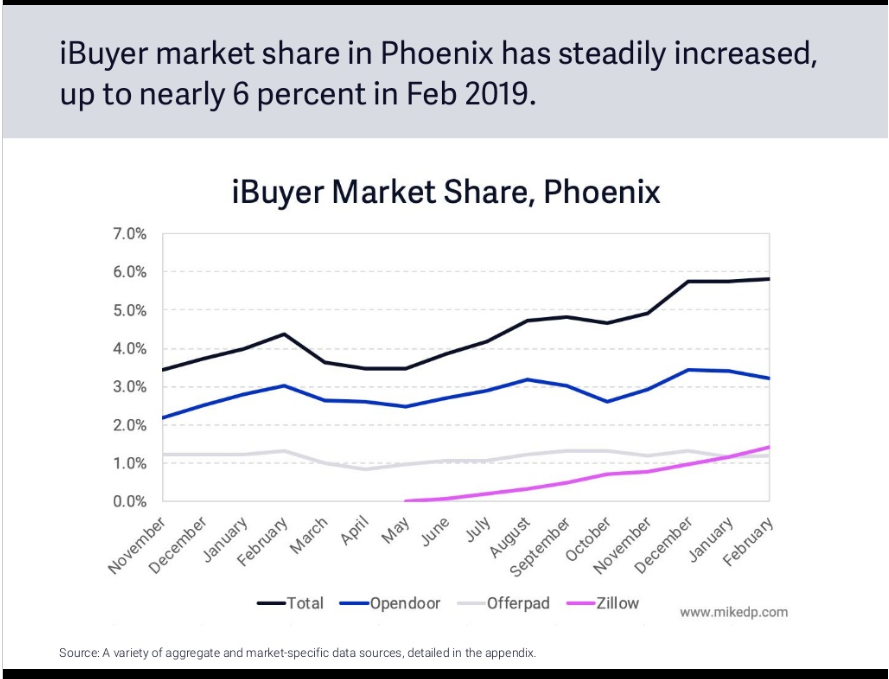 iBuyer market share in Phoenix has steadily increased,
up to nearly 6 percent in Feb 2019.
iBuyer Market Share, Phoenix
7.0%
6.0%
5.0%
4.0%
3.0%
2.0%
1.0%
0.0%
November
December
January
February
March
April
May
June
July
August
September
October
November
December
January
February
Total Opendoor Offerpad Zillow
www.mikedp.com
Source: A variety of aggregate and market-specific data sources, detailed in the appendix.